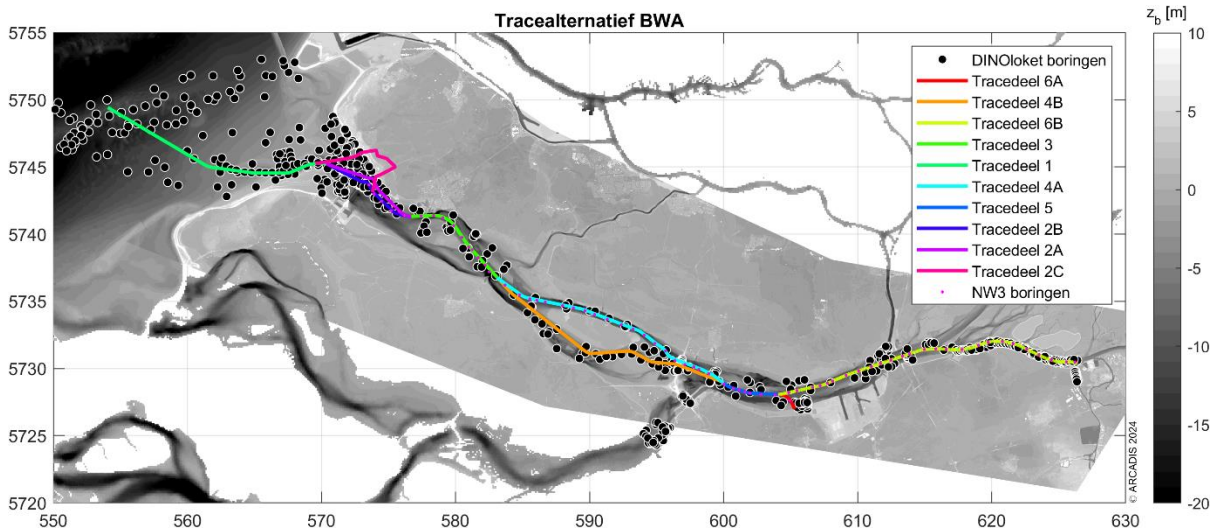 Tracealternatief BWA
z_b [m]
5755
5750
5745
5740
5735
5730
5725
5720
550
560
570
580
590
600
610
620
630
DINOloket boringen
Tracedeel 6A
Tracedeel 4B
Tracedeel 6B
Tracedeel 3
Tracedeel 1
Tracedeel 4A
Tracedeel 5
Tracedeel 2B
Tracedeel 2A
Tracedeel 2C
NW3 boringen
© ARCADIS 2024
10
5
0
-5
-10
-15
-20